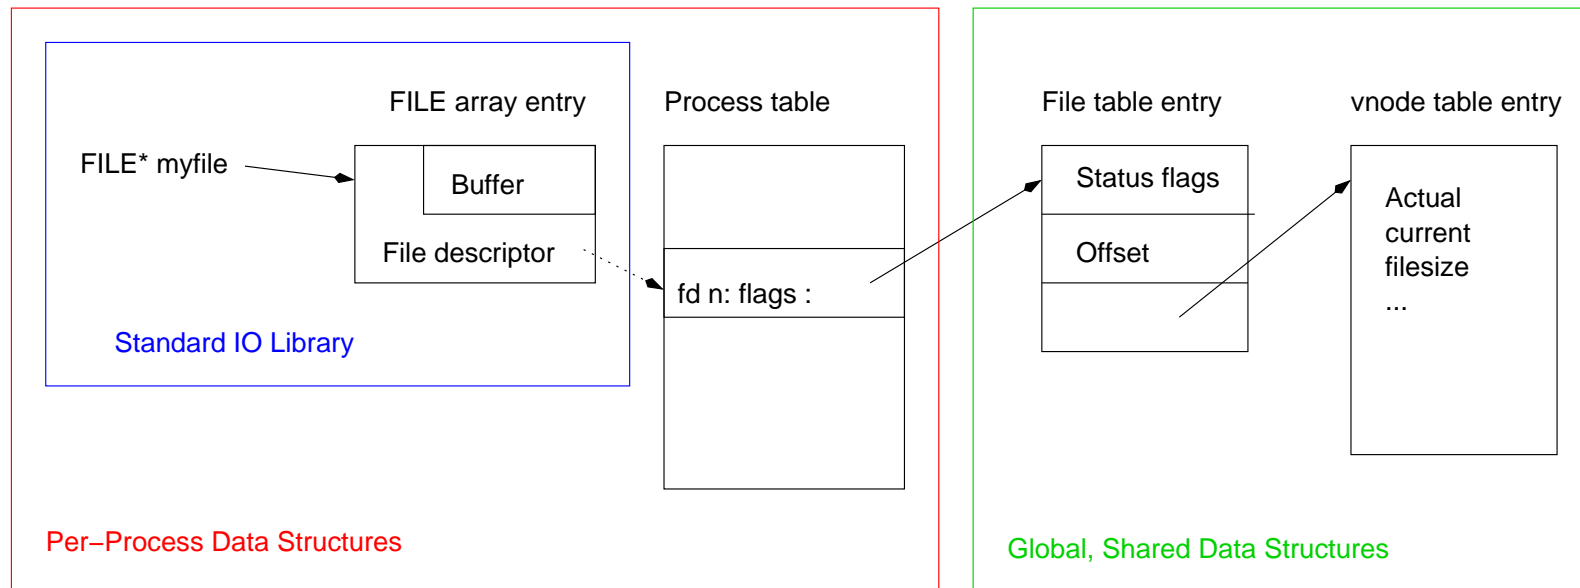 FILE array entry
Process table
File table entry
vnode table entry
FILE* myfile
Buffer
File descriptor
fd n: flags :
Status flags
Offset
Actual
current
filesize
...
Standard IO Library
Per−Process Data Structures
Global, Shared Data Structures